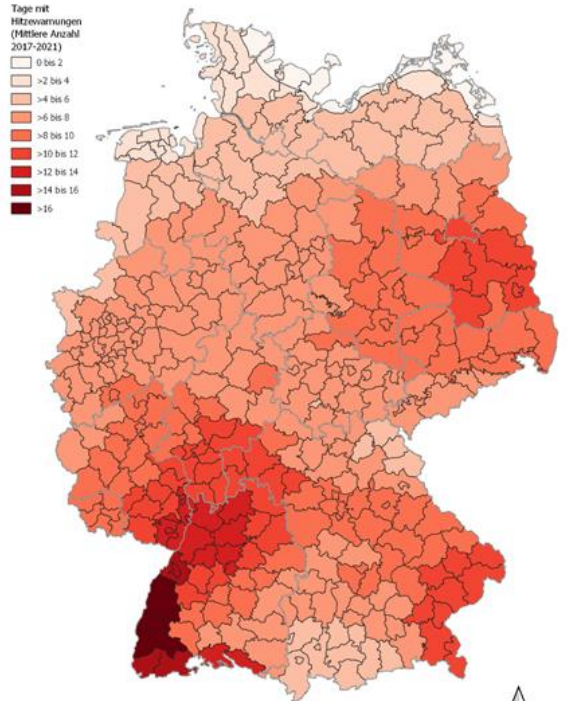 Tage mit
Hitzewarnungen
(Mittlere Anzahl
2017-2021)
0 bis 2
>2 bis 4
>4 bis 6
>6 bis 8
>8 bis 10
>10 bis 12
>12 bis 14
>14 bis 16
>16